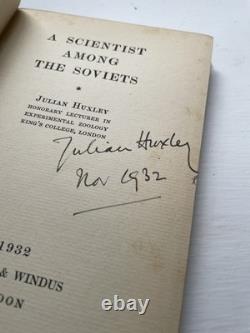 A SCIENTIST
AMONG
THE SOVIETS
*
JULIAN HUXLEY
HONORARY LECTURER IN
EXPERIMENTAL ZOOLOGY
KING'S COLLEGE, LONDON
Julian Huxley
Nov 1932
1932
& WINDUS
DON